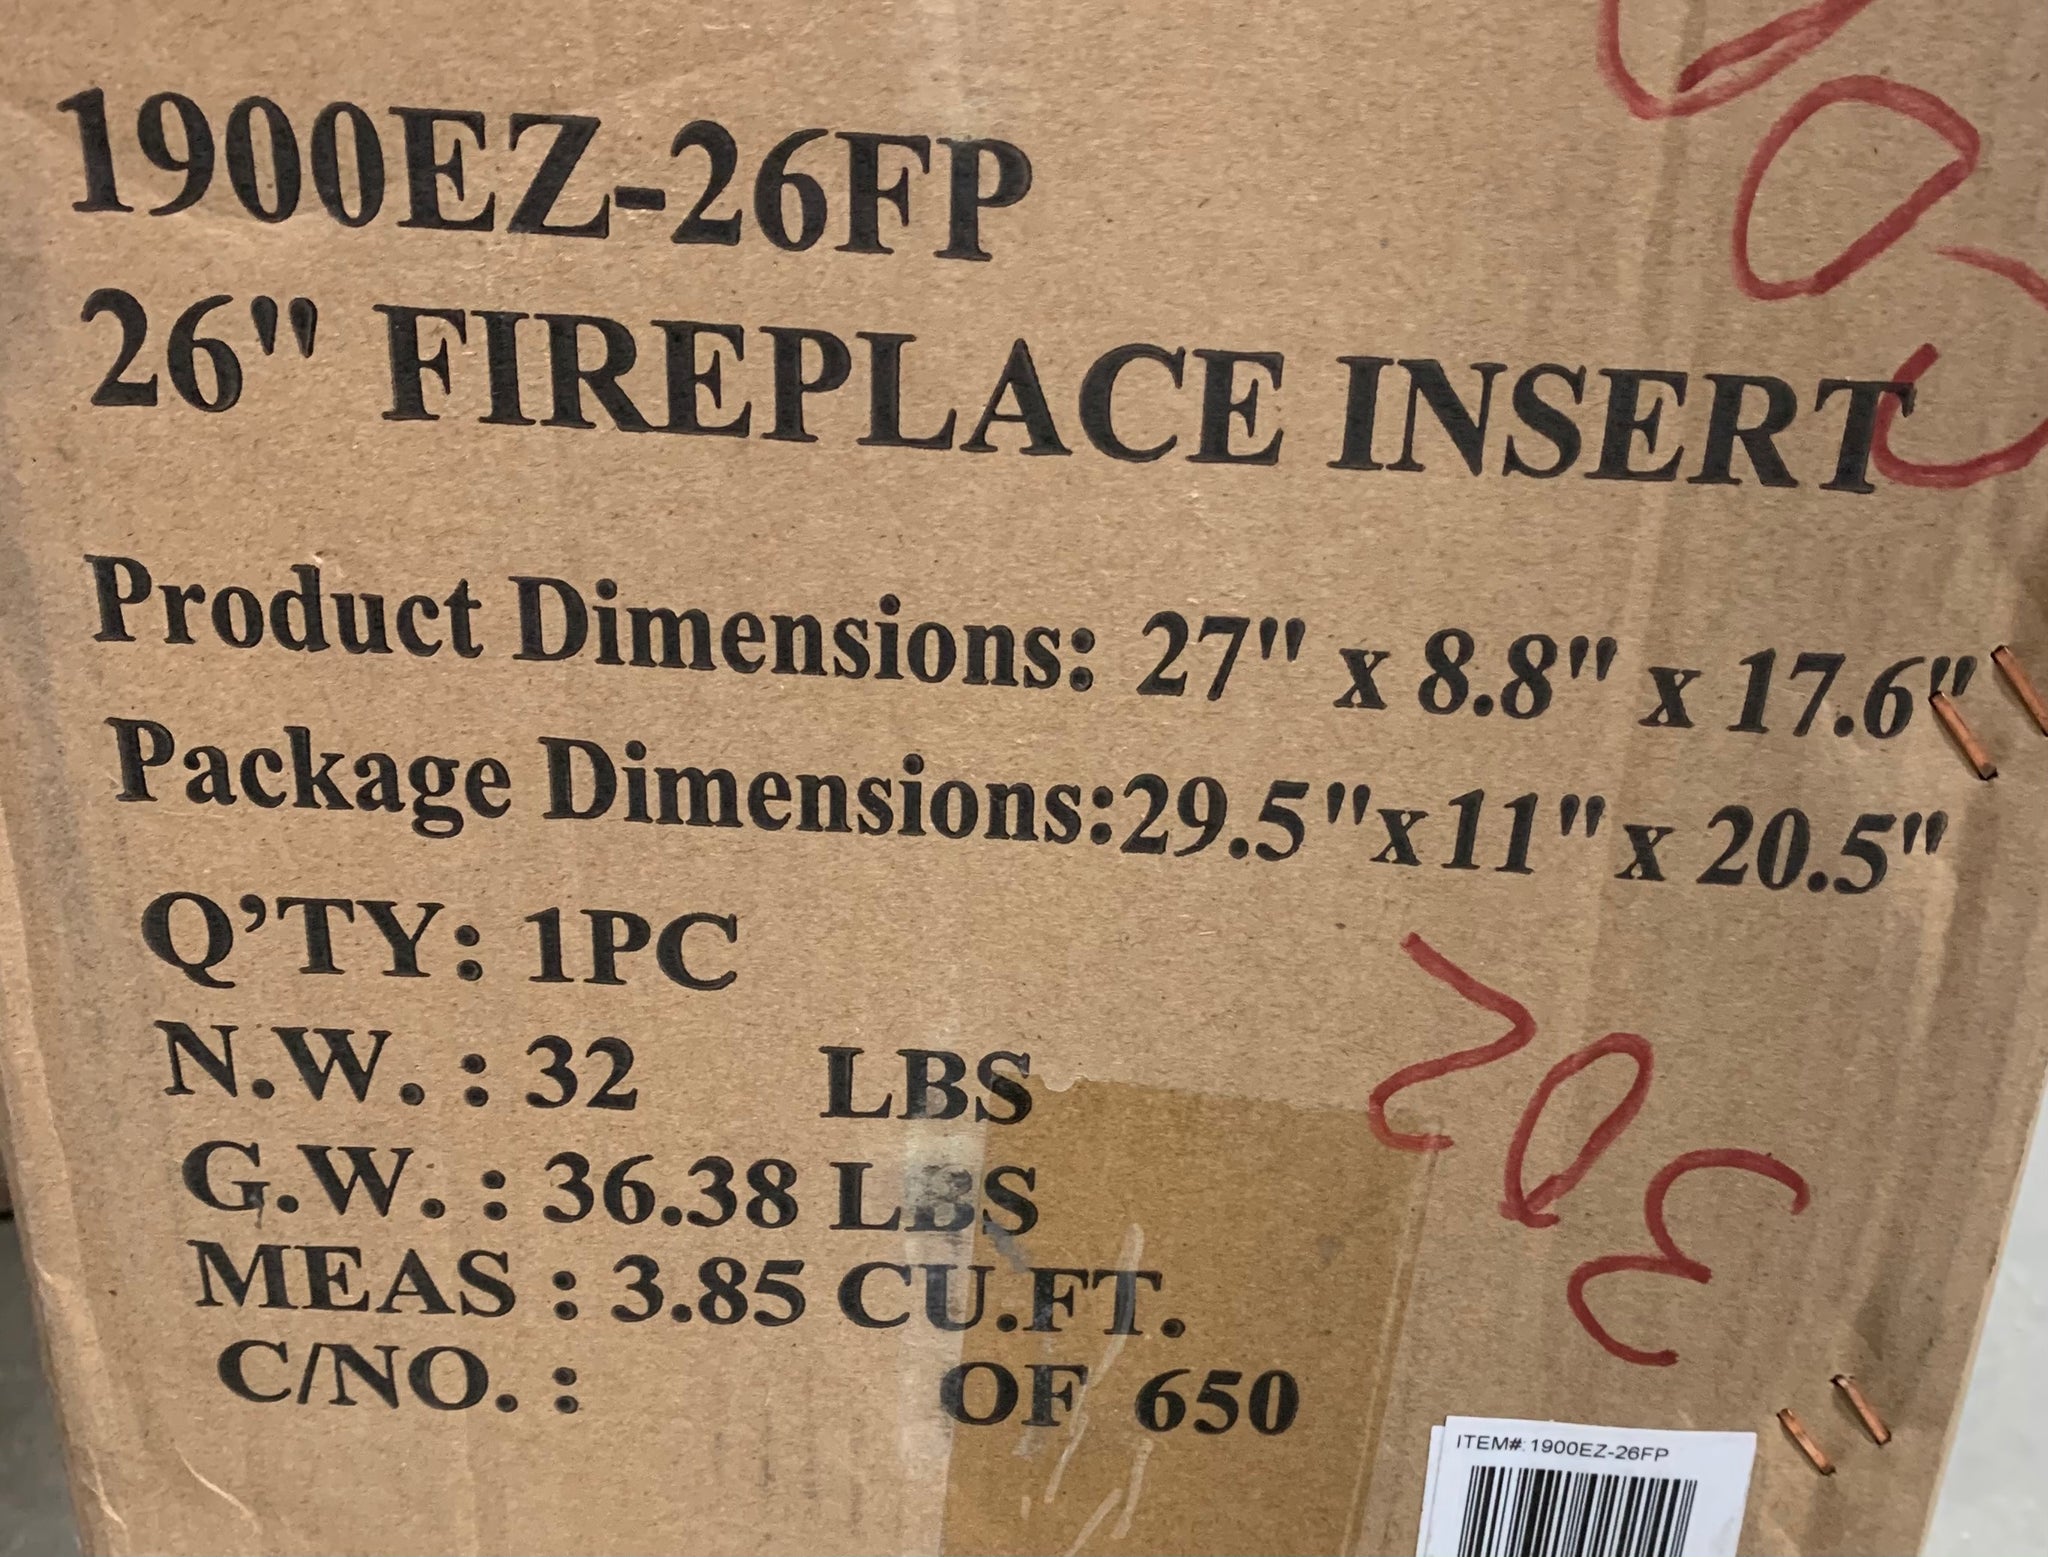 1900EZ-26FP
26" FIREPLACE INSERT
Product Dimensions: 27" x 8.8" x 17.6"
Package Dimensions:29.5"x11"x 20.5"
Q'TY: 1PC
N.W. : 32 LBS
G.W. : 36.38 LBS
MEAS : 3.85 CU.FT.
C/NO. : OF 650
203
ITEM#:1900EZ-26FP